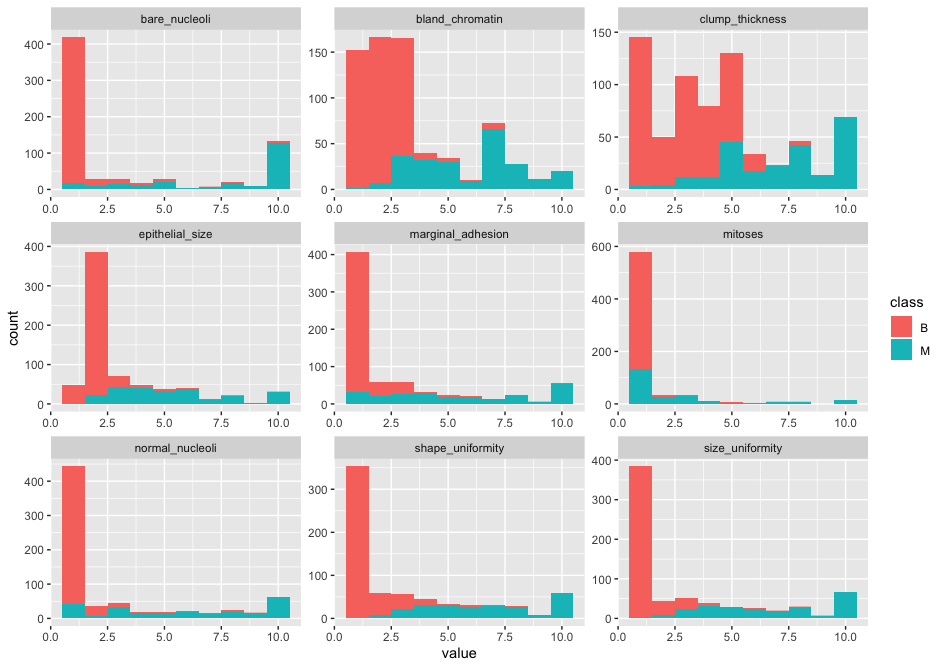 bare_nucleoli
bland_chromatin
clump_thickness
400
300
200
100
0
150
100
50
0
150
100
50
0
0.0 2.5 5.0 7.5 10.0
0.0 2.5 5.0 7.5 10.0
0.0 2.5 5.0 7.5 10.0
epithelial_size
marginal_adhesion
mitoses
count
400
300
200
100
0
400
300
200
100
0
600
400
200
0
0.0 2.5 5.0 7.5 10.0
0.0 2.5 5.0 7.5 10.0
0.0 2.5 5.0 7.5 10.0
class
B
M
normal_nucleoli
shape_uniformity
size_uniformity
400
300
200
100
0
300
200
100
0
400
300
200
100
0
0.0 2.5 5.0 7.5 10.0
0.0 2.5 5.0 7.5 10.0
0.0 2.5 5.0 7.5 10.0
value